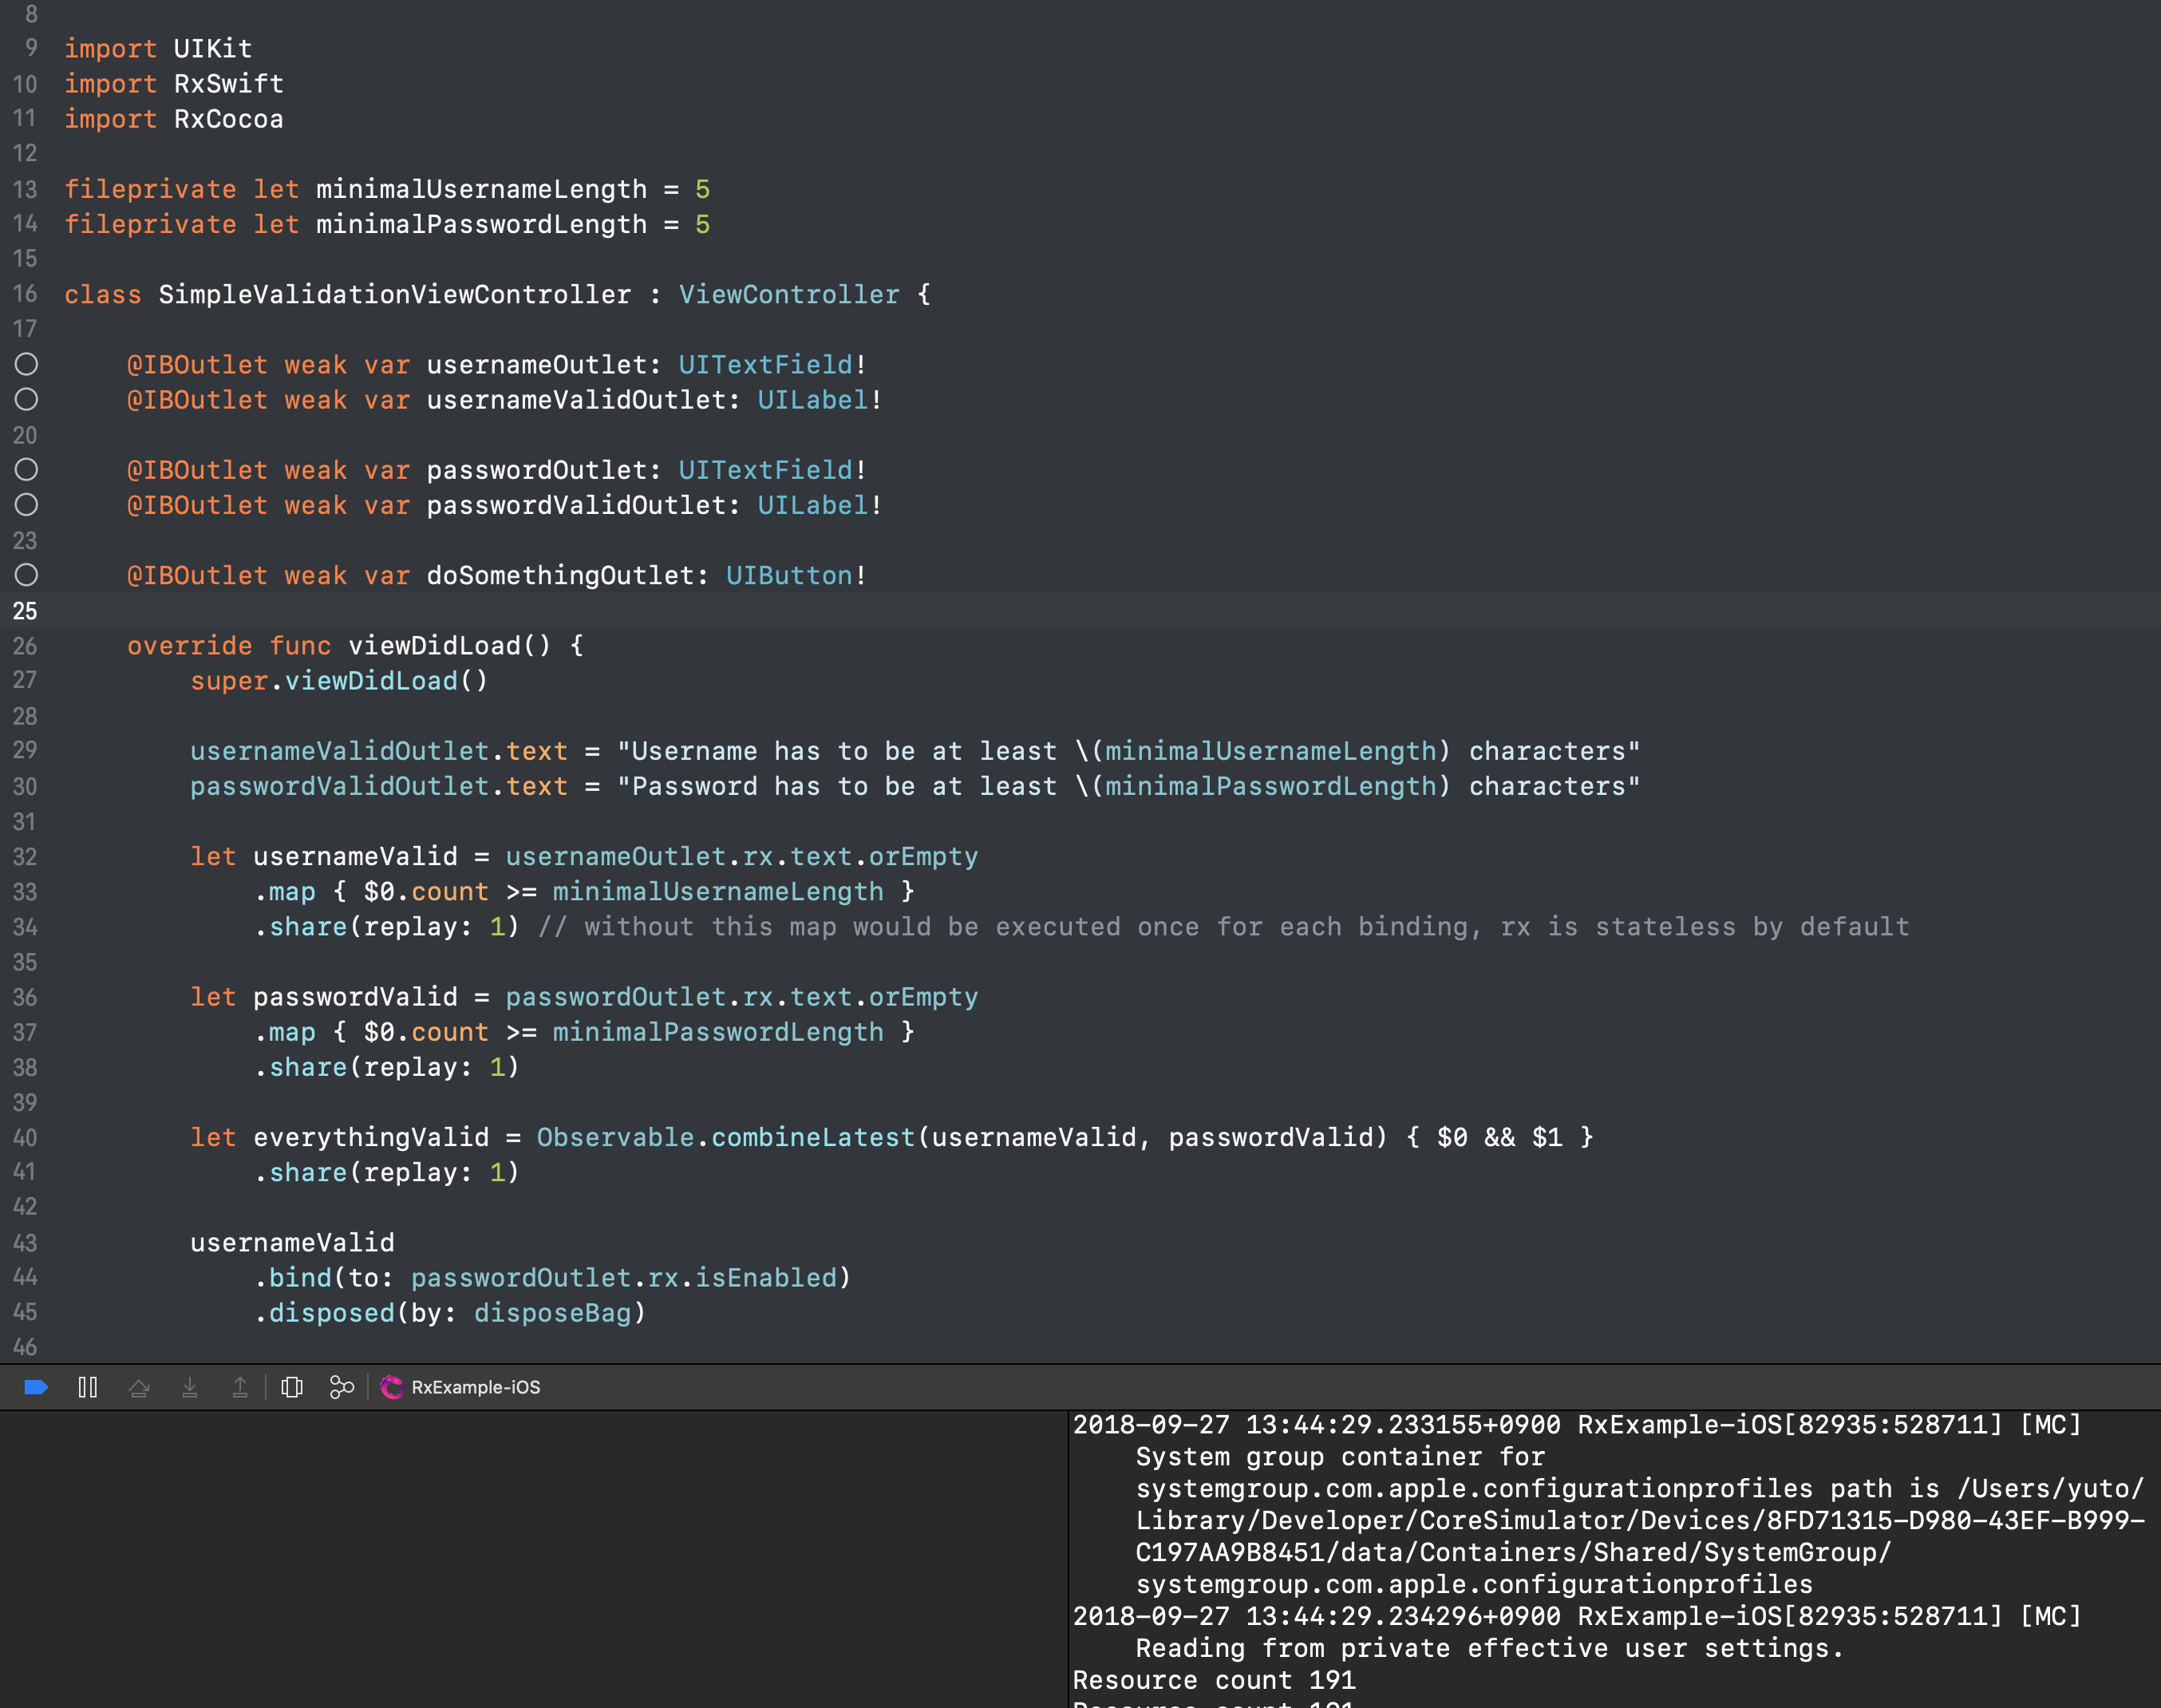 8
9 import UIKit
10 import RxSwift
11 import RxCocoa
12
13 fileprivate let minimalUsernameLength = 5
14 fileprivate let minimalPasswordLength = 5
15
16 class SimpleValidationViewController : ViewController {
17
@IBOutlet weak var usernameOutlet: UITextField!
@IBOutlet weak var usernameValidOutlet: UILabel!
20
@IBOutlet weak var passwordOutlet: UITextField!
@IBOutlet weak var passwordValidOutlet: UILabel!
23
@IBOutlet weak var doSomethingOutlet: UIButton!
25
26 override func viewDidLoad() {
27 super.viewDidLoad()
28
29 usernameValidOutlet.text = "Username has to be at least \(minimalUsernameLength) characters"
30 passwordValidOutlet.text = "Password has to be at least \(minimalPasswordLength) characters"
31
32 let usernameValid = usernameOutlet.rx.text.orEmpty
33 .map { $0.count >= minimalUsernameLength }
34 .share(replay: 1) // without this map would be executed once for each binding, rx is stateless by default
35
36 let passwordValid = passwordOutlet.rx.text.orEmpty
37 .map { $0.count >= minimalPasswordLength }
38 .share(replay: 1)
39
40 let everythingValid = Observable.combineLatest(usernameValid, passwordValid) { $0 && $1 }
41 .share(replay: 1)
42
43 usernameValid
44 .bind(to: passwordOutlet.rx.isEnabled)
45 .disposed(by: disposeBag)
46
RxExample-iOS
2018-09-27 13:44:29.233155+0900 RxExample-iOS[82935:528711] [MC]
System group container for
systemgroup.com.apple.configurationprofiles path is /Users/yuto/
Library/Developer/CoreSimulator/Devices/8FD71315-D980-43EF-B999-
C197AA9B8451/data/Containers/Shared/SystemGroup/
systemgroup.com.apple.configurationprofiles
2018-09-27 13:44:29.234296+0900 RxExample-iOS[82935:528711] [MC]
Reading from private effective user settings.
Resource count 191
Resource count 191